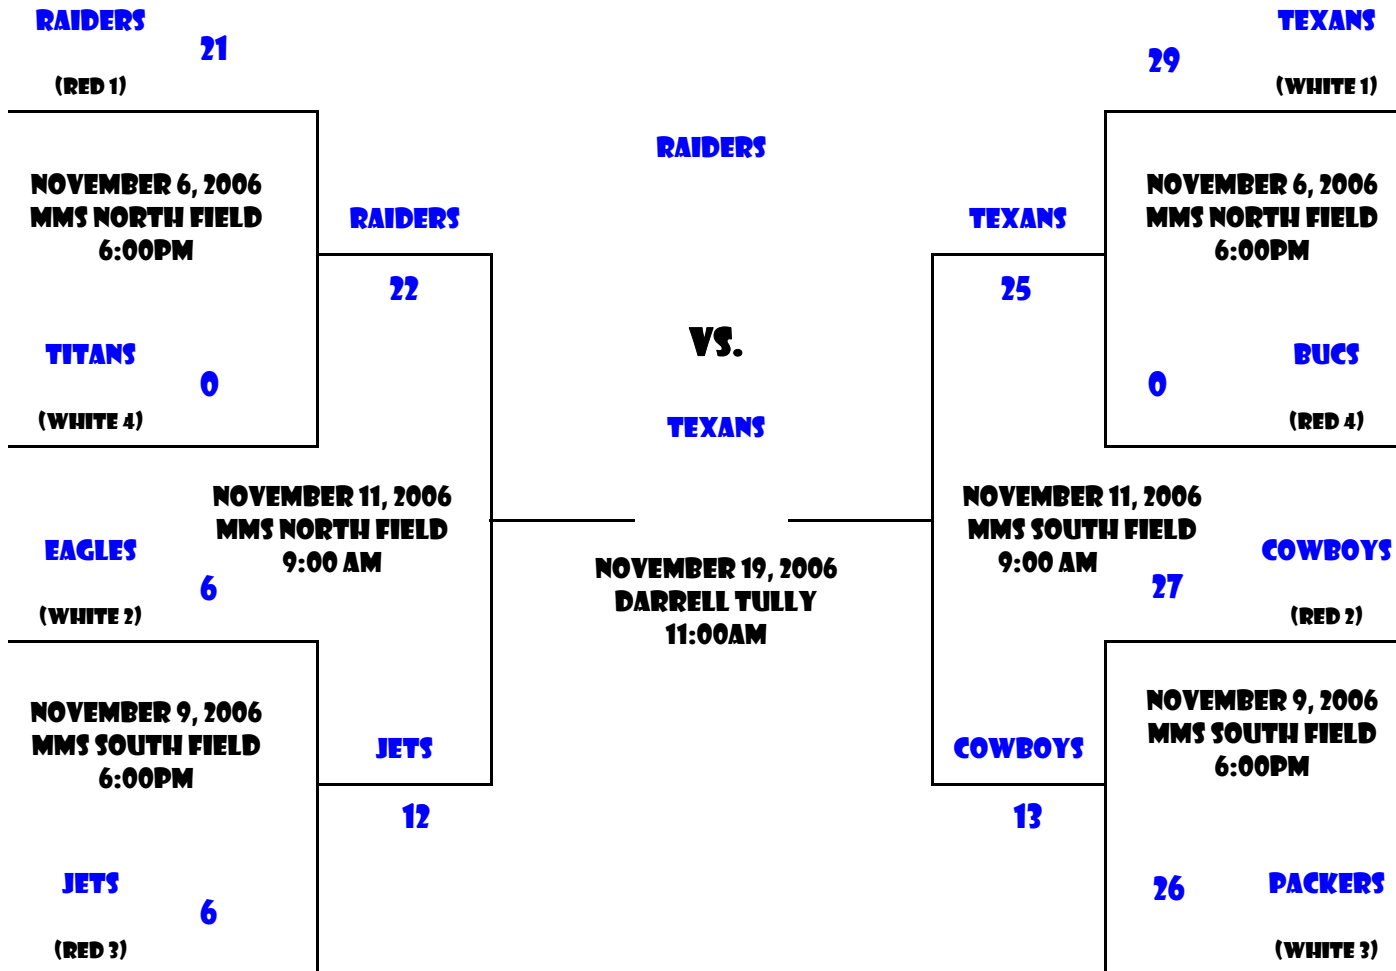 RAIDERS
21
(RED 1)
NOVEMBER 6, 2006
MMS NORTH FIELD
6:00PM
TITANS
0
(WHITE 4)
RAIDERS
22
EAGLES
6
(WHITE 2)
NOVEMBER 9, 2006
MMS SOUTH FIELD
6:00PM
JETS
6
(RED 3)
NOVEMBER 11, 2006
MMS NORTH FIELD
9:00 AM
JETS
12
RAIDERS
VS.
TEXANS
NOVEMBER 19, 2006
DARRELL TULLY
11:00AM
TEXANS
25
NOVEMBER 11, 2006
MMS SOUTH FIELD
9:00 AM
COWBOYS
13
TEXANS
29
(WHITE 1)
NOVEMBER 6, 2006
MMS NORTH FIELD
6:00PM
BUCS
0
(RED 4)
COWBOYS
27
(RED 2)
NOVEMBER 9, 2006
MMS SOUTH FIELD
6:00PM
26
PACKERS
(WHITE 3)